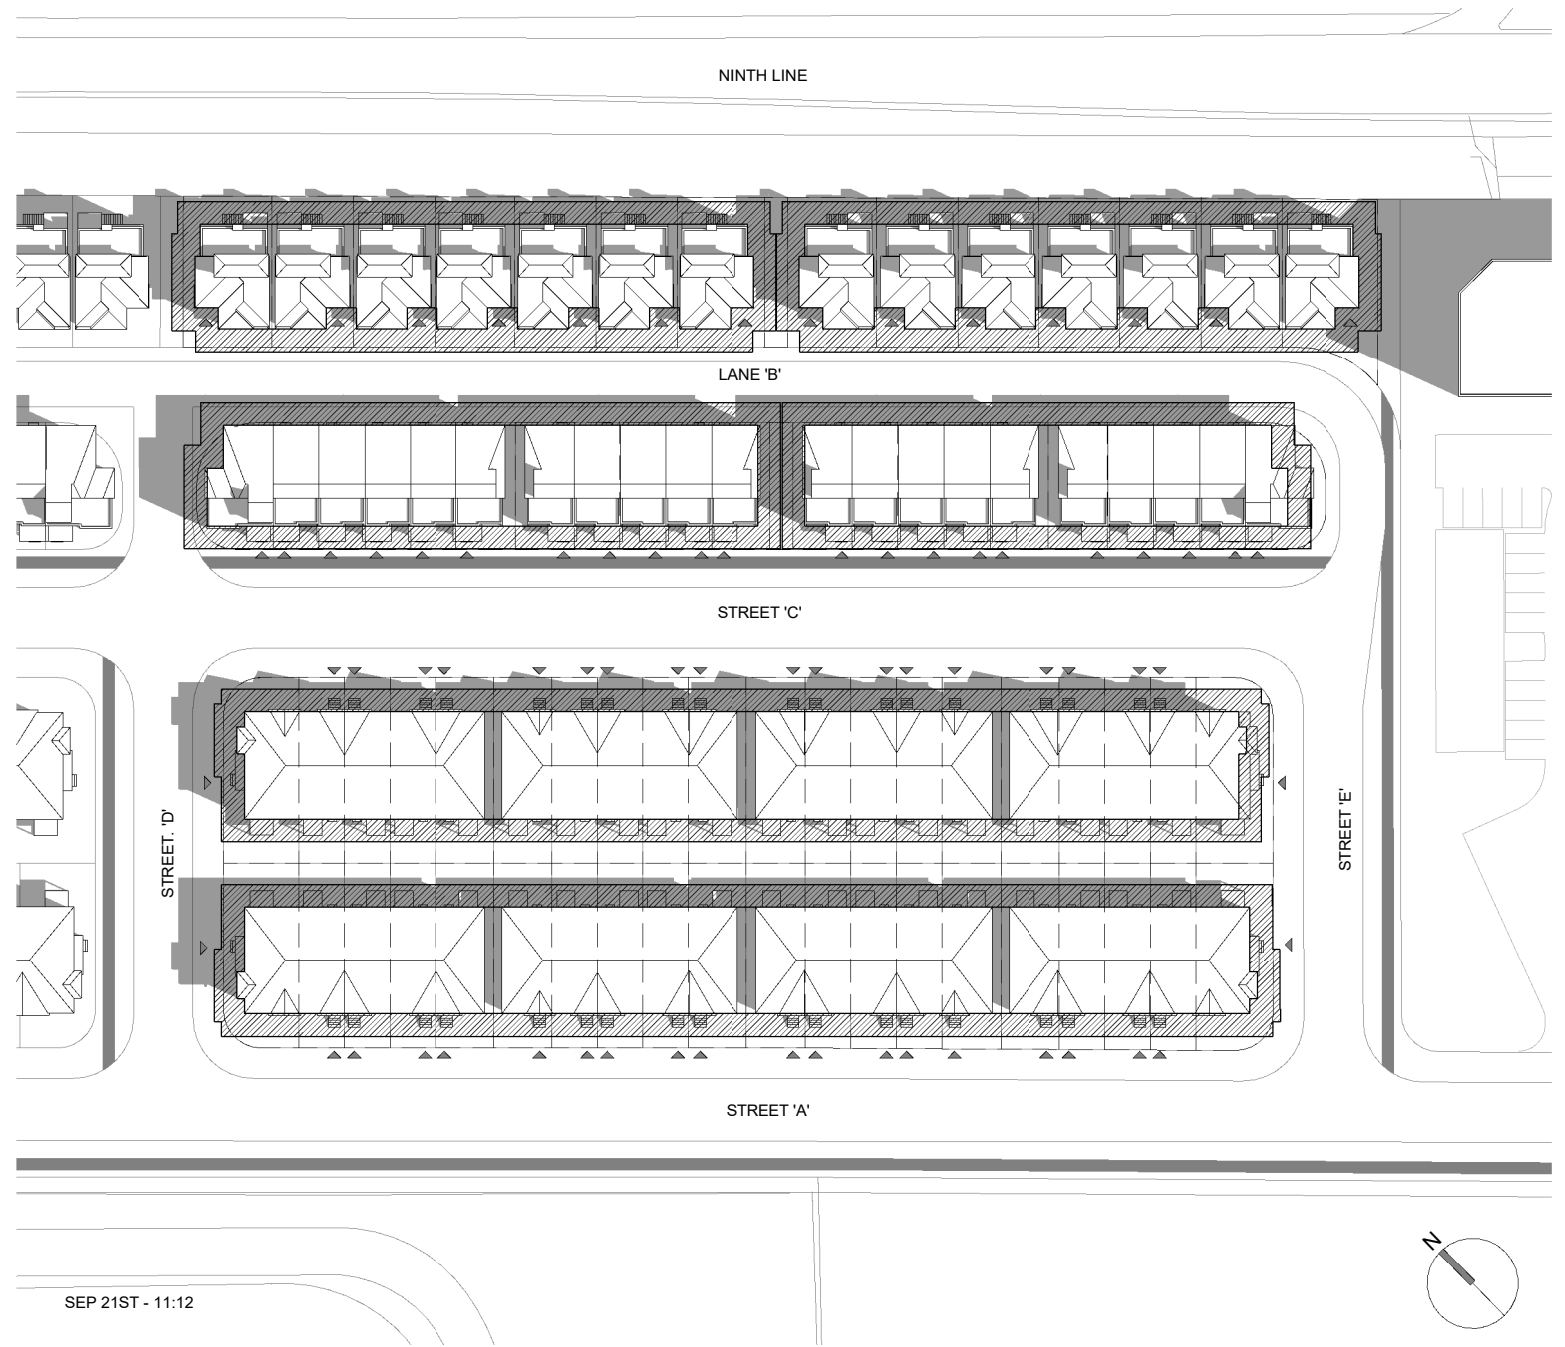 NINTH LINE
LANE 'B'
STREET 'C'
STREET. 'D'
STREET 'E'
STREET 'A'
N
SEP 21ST - 11:12